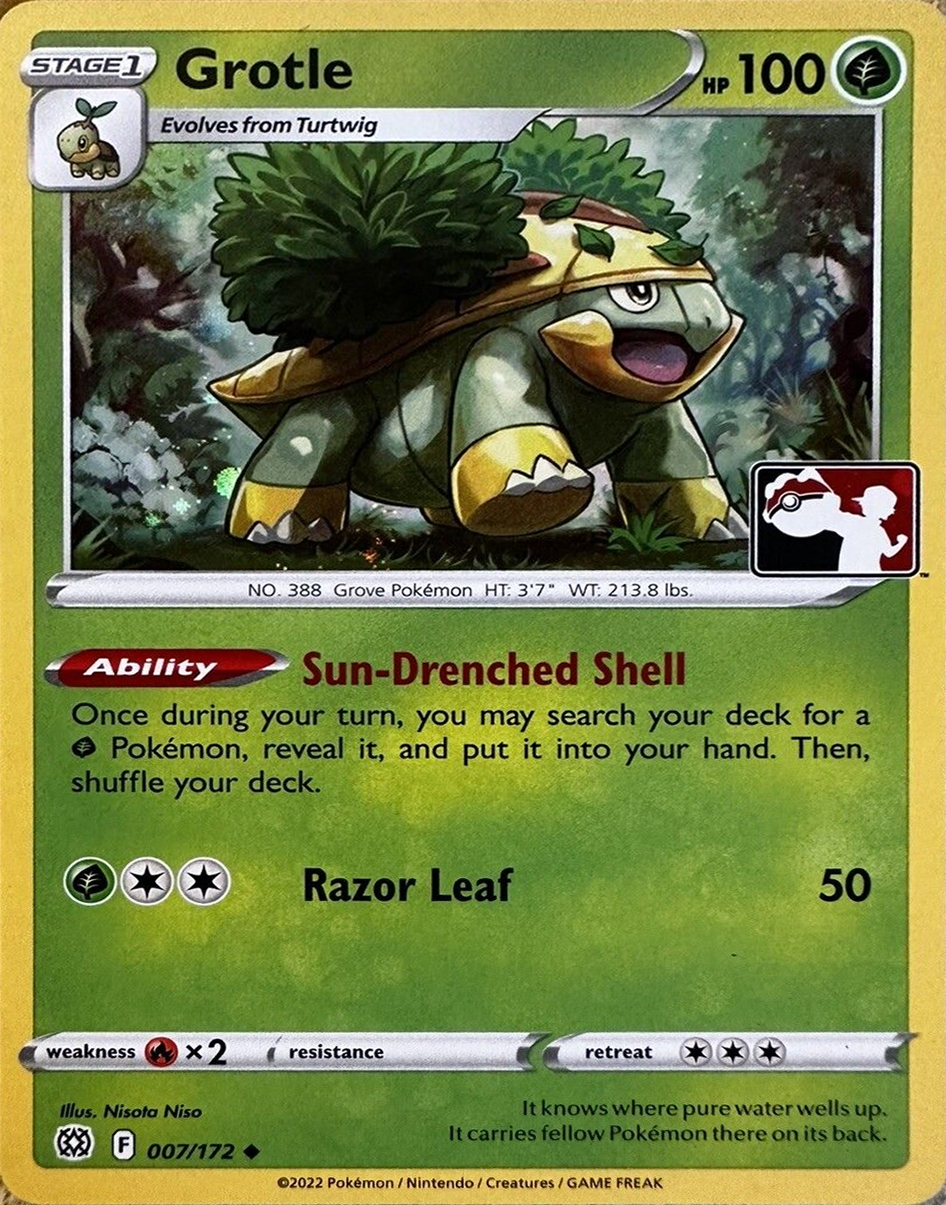 STAGE1 Grotle HP 100
Evolves from Turtwig
TM
NO. 388 Grove Pokémon HT: 3'7" WT: 213.8 lbs.
Ability Sun-Drenched Shell
Once during your turn, you may search your deck for a
Pokémon, reveal it, and put it into your hand. Then,
shuffle your deck.
Razor Leaf 50
weakness ×2 resistance retreat
Illus. Nisota Niso
It knows where pure water wells up.
It carries fellow Pokémon there on its back.
F 007/172 ◆
©2022 Pokémon / Nintendo / Creatures / GAME FREAK